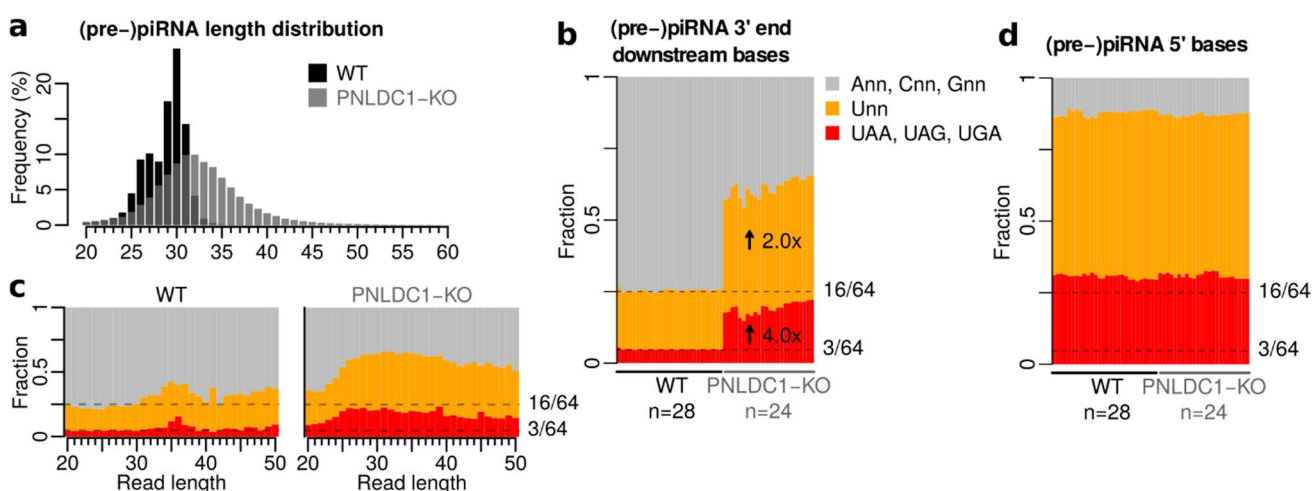 a
(pre−)piRNA length distribution
Frequency (%)
20
10
5
0
WT
PNLDC1−KO
20 25 30 35 40 45 50 55 60
b
(pre−)piRNA 3' end
downstream bases
Fraction
1
0.5
0
↑ 2.0x
↑ 4.0x
16/64
3/64
WT
n=28
PNLDC1−KO
n=24
Ann, Cnn, Gnn
Unn
UAA, UAG, UGA
c
WT
PNLDC1−KO
Fraction
1
0.5
0
16/64
3/64
20 30 40 50
20 30 40 50
Read length
Read length
d
(pre−)piRNA 5' bases
Fraction
1
0.5
0
16/64
3/64
WT
n=28
PNLDC1−KO
n=24